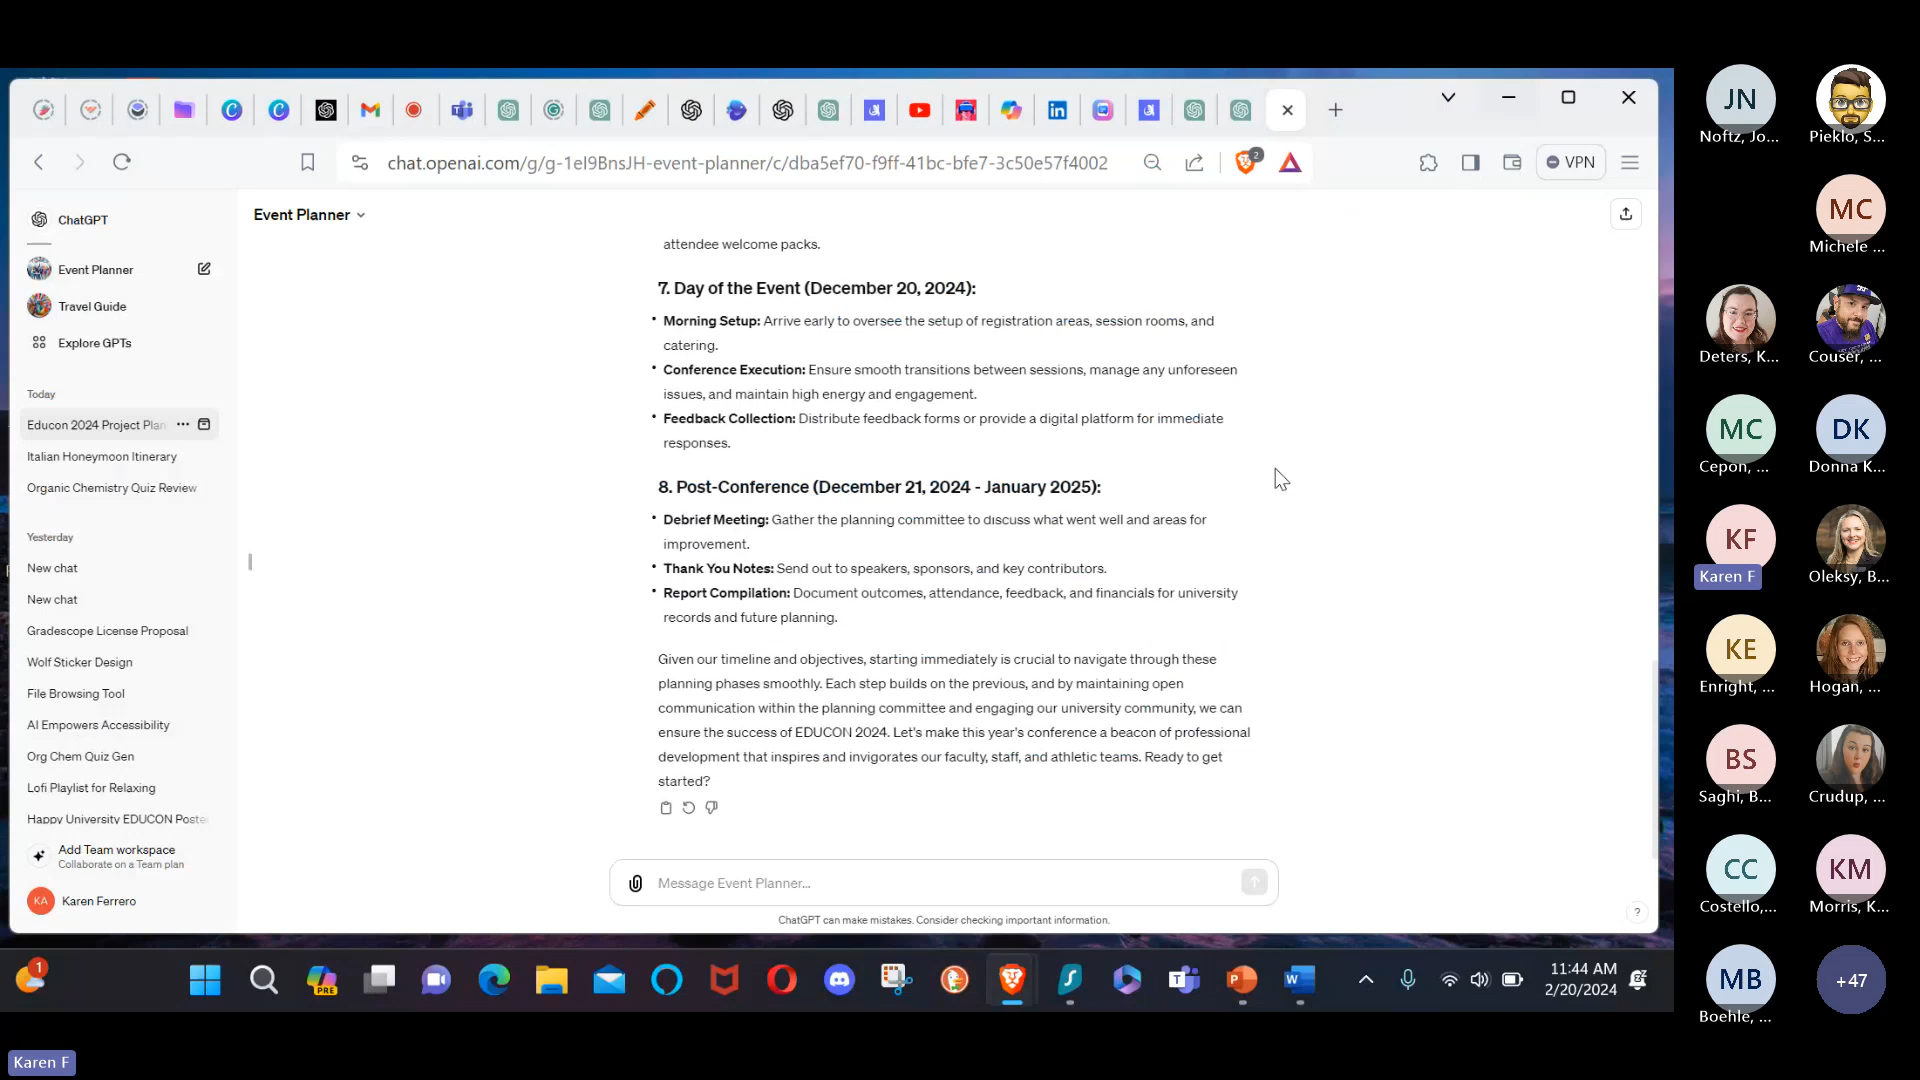 chat.openai.com/g/g-1eI9BnsJH-event-planner/c/dba5ef70-f9ff-41bc-bfe7-3c50e57f4002
2
VPN
ChatGPT
Event Planner
Travel Guide
Explore GPTs
Today
Educon 2024 Project Plan
Italian Honeymoon Itinerary
Organic Chemistry Quiz Review
Yesterday
New chat
New chat
Gradescope License Proposal
Wolf Sticker Design
File Browsing Tool
AI Empowers Accessibility
Org Chem Quiz Gen
Lofi Playlist for Relaxing
Happy University EDUCON Poste
Add Team workspace
Collaborate on a Team plan
KA
Karen Ferrero
Event Planner
attendee welcome packs.
7. Day of the Event (December 20, 2024):
• Morning Setup: Arrive early to oversee the setup of registration areas, session rooms, and
catering.
• Conference Execution: Ensure smooth transitions between sessions, manage any unforeseen
issues, and maintain high energy and engagement.
• Feedback Collection: Distribute feedback forms or provide a digital platform for immediate
responses.
8. Post-Conference (December 21, 2024 - January 2025):
• Debrief Meeting: Gather the planning committee to discuss what went well and areas for
improvement.
• Thank You Notes: Send out to speakers, sponsors, and key contributors.
• Report Compilation: Document outcomes, attendance, feedback, and financials for university
records and future planning.
Given our timeline and objectives, starting immediately is crucial to navigate through these
planning phases smoothly. Each step builds on the previous, and by maintaining open
communication within the planning committee and engaging our university community, we can
ensure the success of EDUCON 2024. Let's make this year's conference a beacon of professional
development that inspires and invigorates our faculty, staff, and athletic teams. Ready to get
started?
Message Event Planner...
ChatGPT can make mistakes. Consider checking important information.
?
1
PRE
11:44 AM
2/20/2024
Karen F
JN
Noftz, Jo...
Pieklo, S...
MC
Michele ...
Deters, K...
Couser, ...
MC
Cepon, ...
DK
Donna K...
KF
Karen F
Oleksy, B...
KE
Enright, ...
Hogan, ...
BS
Saghi, B...
Crudup, ...
CC
Costello,...
KM
Morris, K...
MB
Boehle, ...
+47